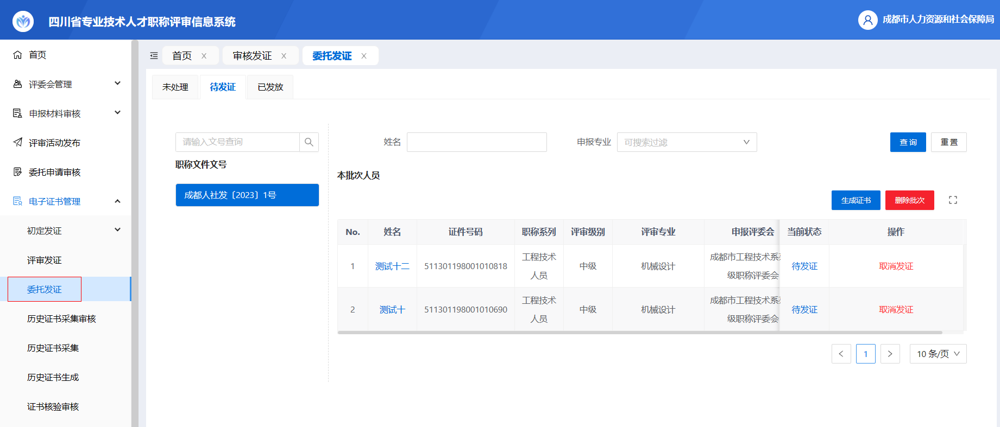 四川省专业技术人才职称评审信息系统
成都市人力资源和社会保障局
首页
评委会管理
申报材料审核
评审活动发布
委托申请审核
电子证书管理
初定发证
评审发证
委托发证
历史证书采集审核
历史证书采集
历史证书生成
证书核验审核
首页 x 审核发证 x 委托发证 x
未处理 待发证 已发放
请输入文号查询
职称文件文号
成都人社发〔2023〕1号
姓名 申报专业 可搜索过滤 查 询 重 置
本批次人员
生成证书 删除批次
No. 姓名 证件号码 职称系列 评审级别 评审专业 申报评委会 当前状态 操作
1 测试十二 511301198001010818 工程技术人员 中级 机械设计 成都市工程技术系 级职称评委会 待发证 取消发证
2 测试十 511301198001010690 工程技术人员 中级 机械设计 成都市工程技术系 级职称评委会 待发证 取消发证
< 1 > 10 条/页